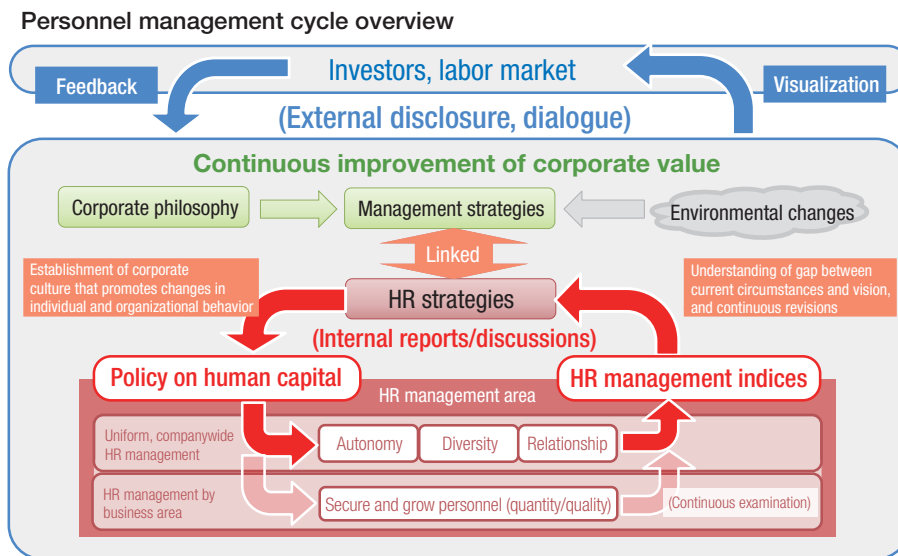 Personnel management cycle overview
Feedback
Investors, labor market
Visualization
(External disclosure, dialogue)
Continuous improvement of corporate value
Corporate philosophy
Management strategies
Environmental changes
Linked
Establishment of corporate
culture that promotes changes in
individual and organizational behavior
Understanding of gap between
current circumstances and vision,
and continuous revisions
HR strategies
(Internal reports/discussions)
Policy on human capital
HR management indices
HR management area
Uniform, companywide
HR management
Autonomy
Diversity
Relationship
HR management by
business area
Secure and grow personnel (quantity/quality)
(Continuous examination)